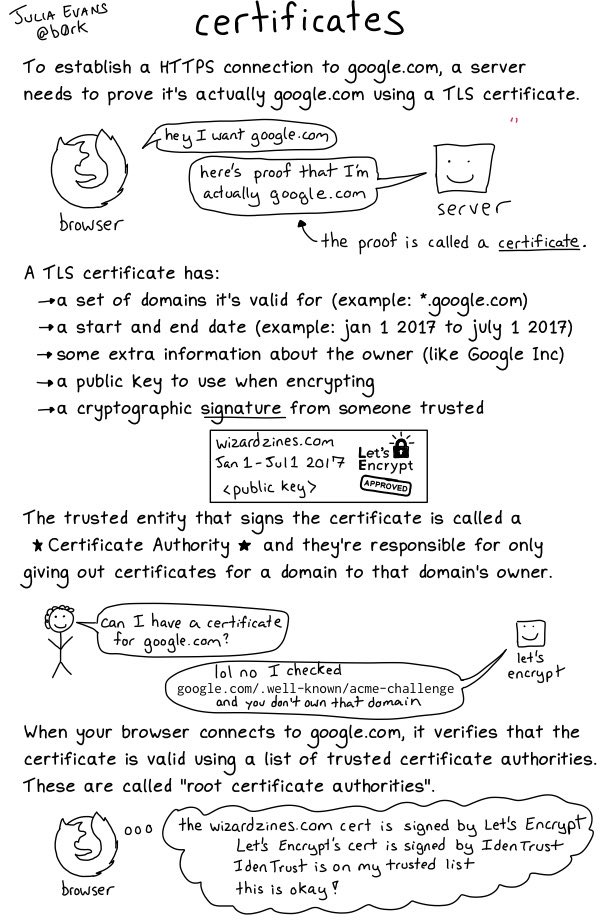 JULIA EVANS
@b0rk
certificates
To establish a HTTPS connection to google.com, a server
needs to prove it's actually google.com using a TLS certificate.
hey I want google.com
here's proof that I'm
actually google.com
browser
server
the proof is called a certificate.
A TLS certificate has:
→a set of domains it's valid for (example: *.google.com)
→a start and end date (example: jan 1 2017 to july 1 2017)
→some extra information about the owner (like Google Inc)
→a public key to use when encrypting
→a cryptographic signature from someone trusted
wizardzines.com
Jan 1-Jul1 2017
<public key>
Let's
Encrypt
APPROVED
The trusted entity that signs the certificate is called a
★Certificate Authority★ and they're responsible for only
giving out certificates for a domain to that domain's owner.
can I have a certificate
for google.com?
lol no I checked
google.com/.well-known/acme-challenge
and you don't own that domain
let's
encrypt
When your browser connects to google.com, it verifies that the
certificate is valid using a list of trusted certificate authorities.
These are called "root certificate authorities".
browser
the wizardzines.com cert is signed by Let's Encrypt
Let's Encrypt's cert is signed by IdenTrust
IdenTrust is on my trusted list
this is okay!